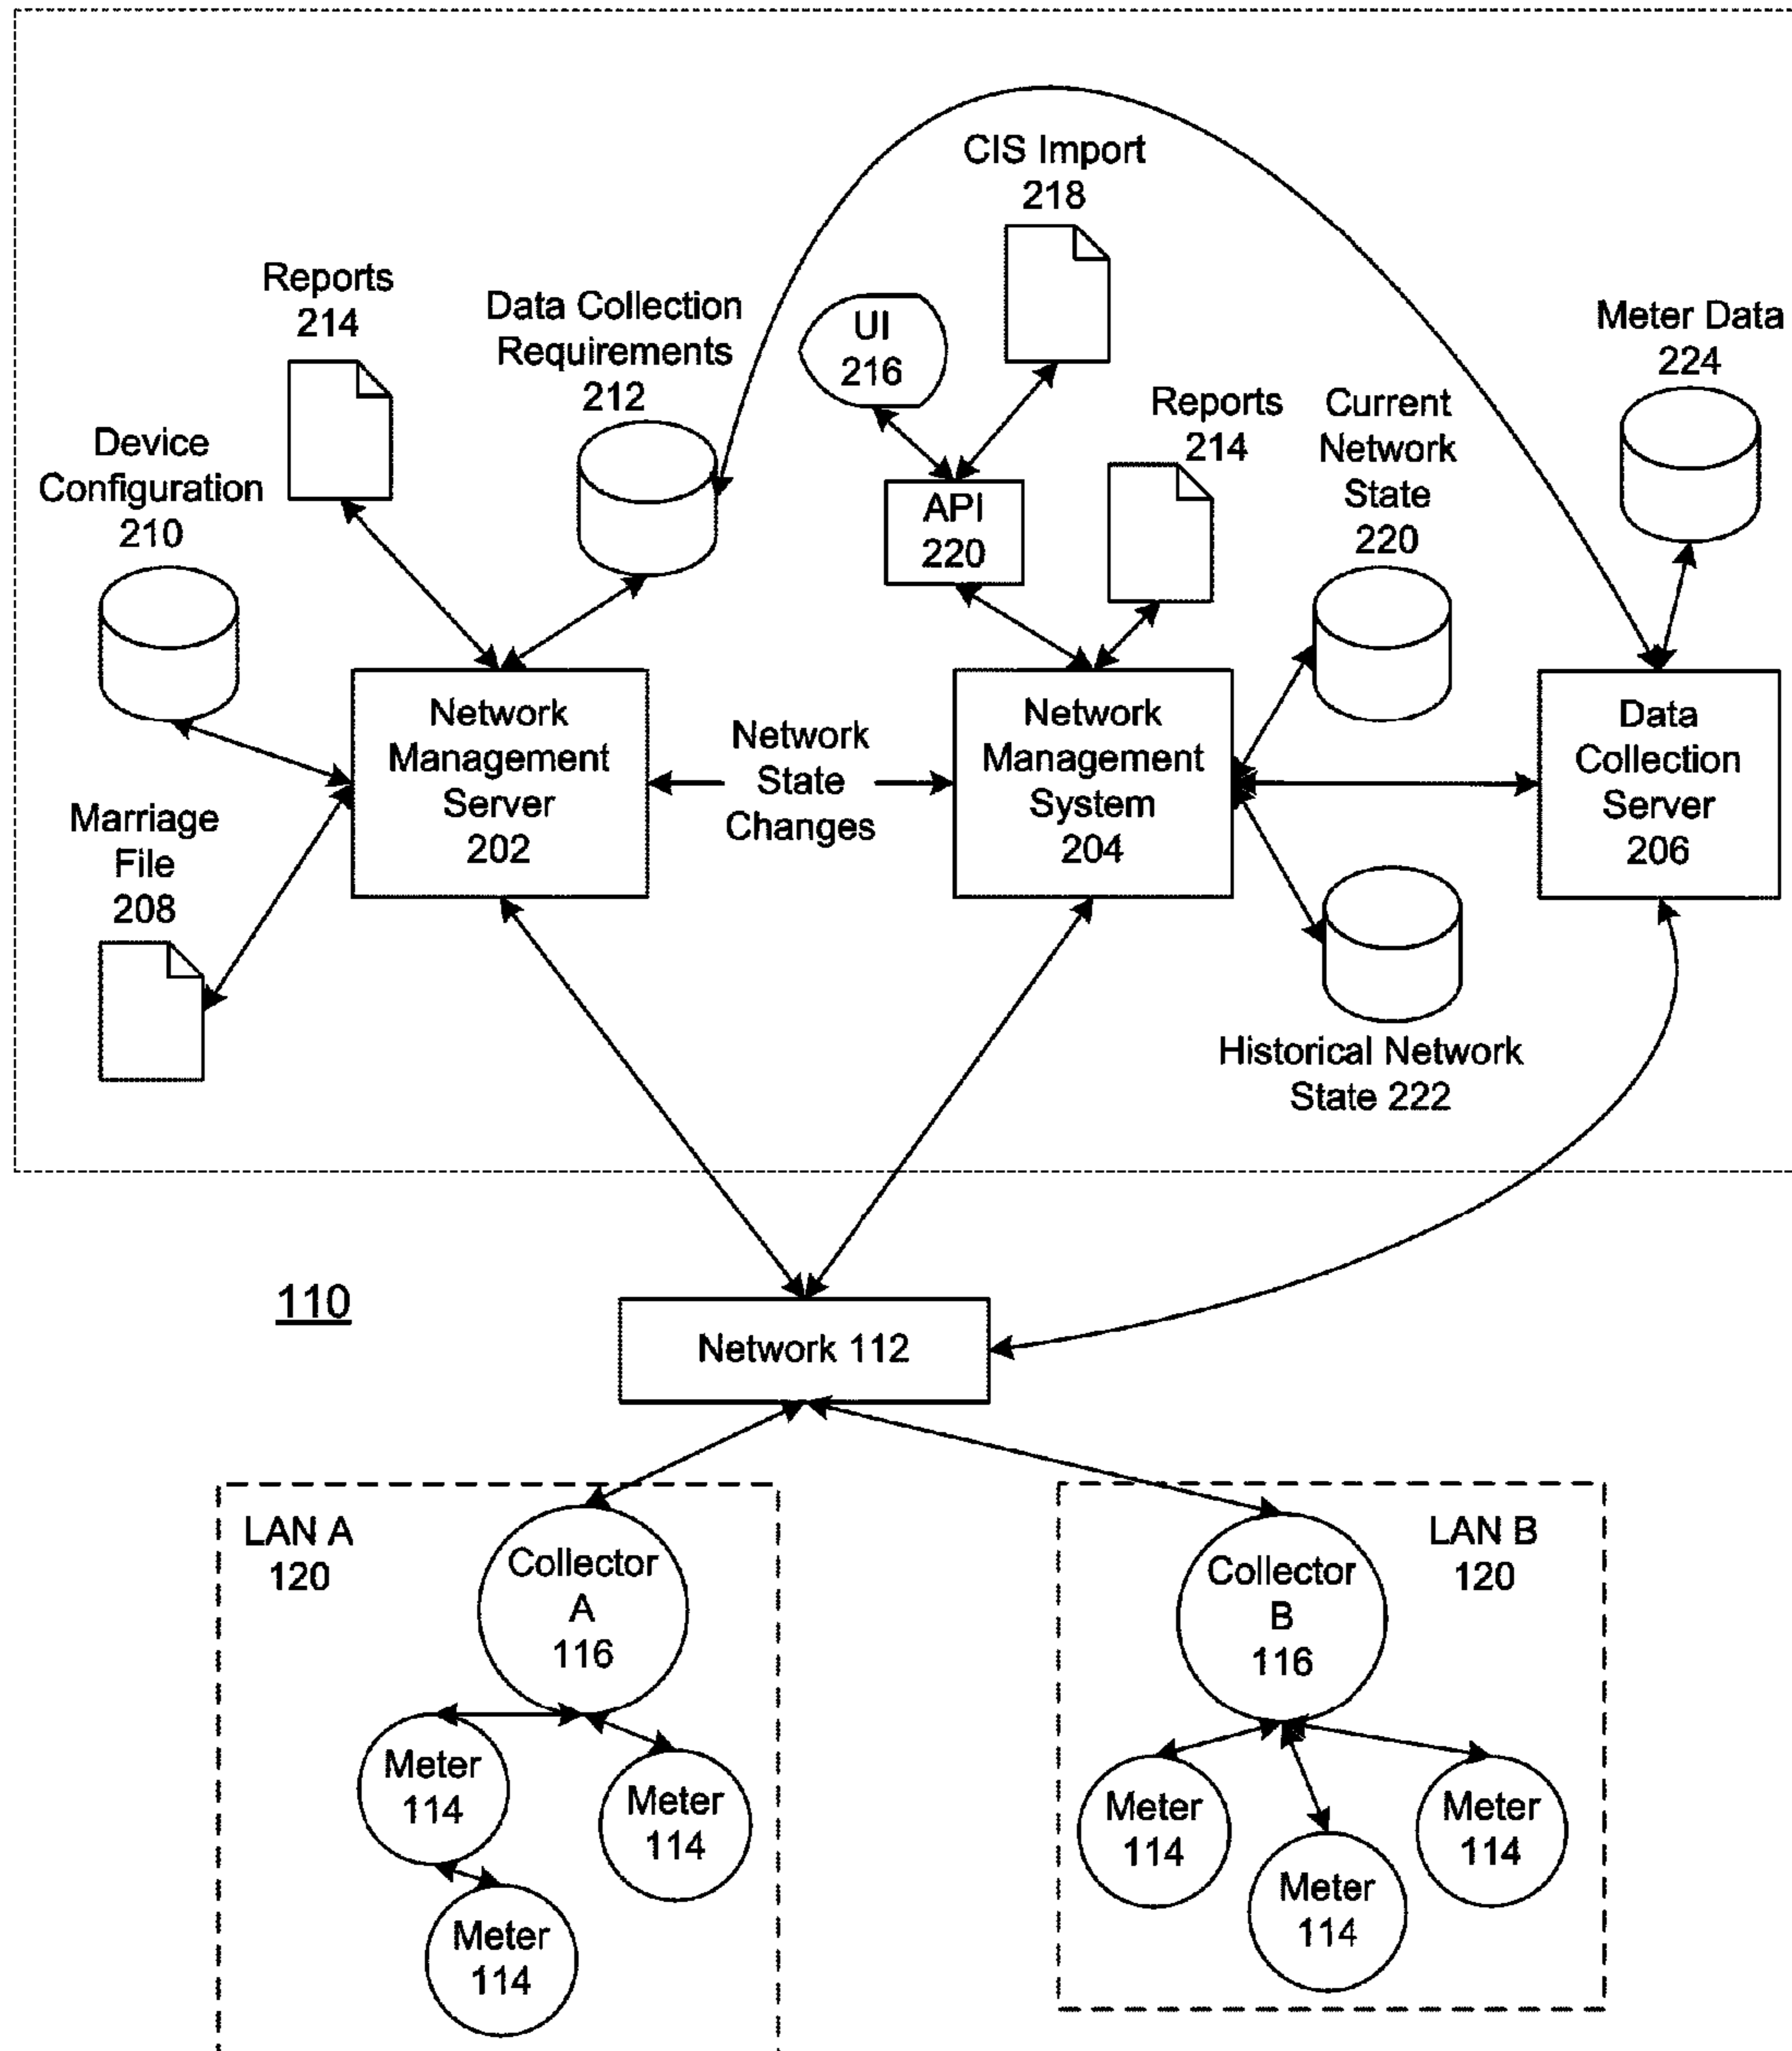 CIS Import
218
Reports
214
Data Collection
Requirements
212
UI
216
Meter Data
224
Device
Configuration
210
Reports
214
Current
Network
State
220
API
220
Marriage
File
208
Network
Management
Server
202
Network
State
Changes
Network
Management
System
204
Data
Collection
Server
206
Historical Network
State 222
110
Network 112
LAN A
120
Collector
A
116
Meter
114
Meter
114
Meter
114
LAN B
120
Collector
B
116
Meter
114
Meter
114
Meter
114